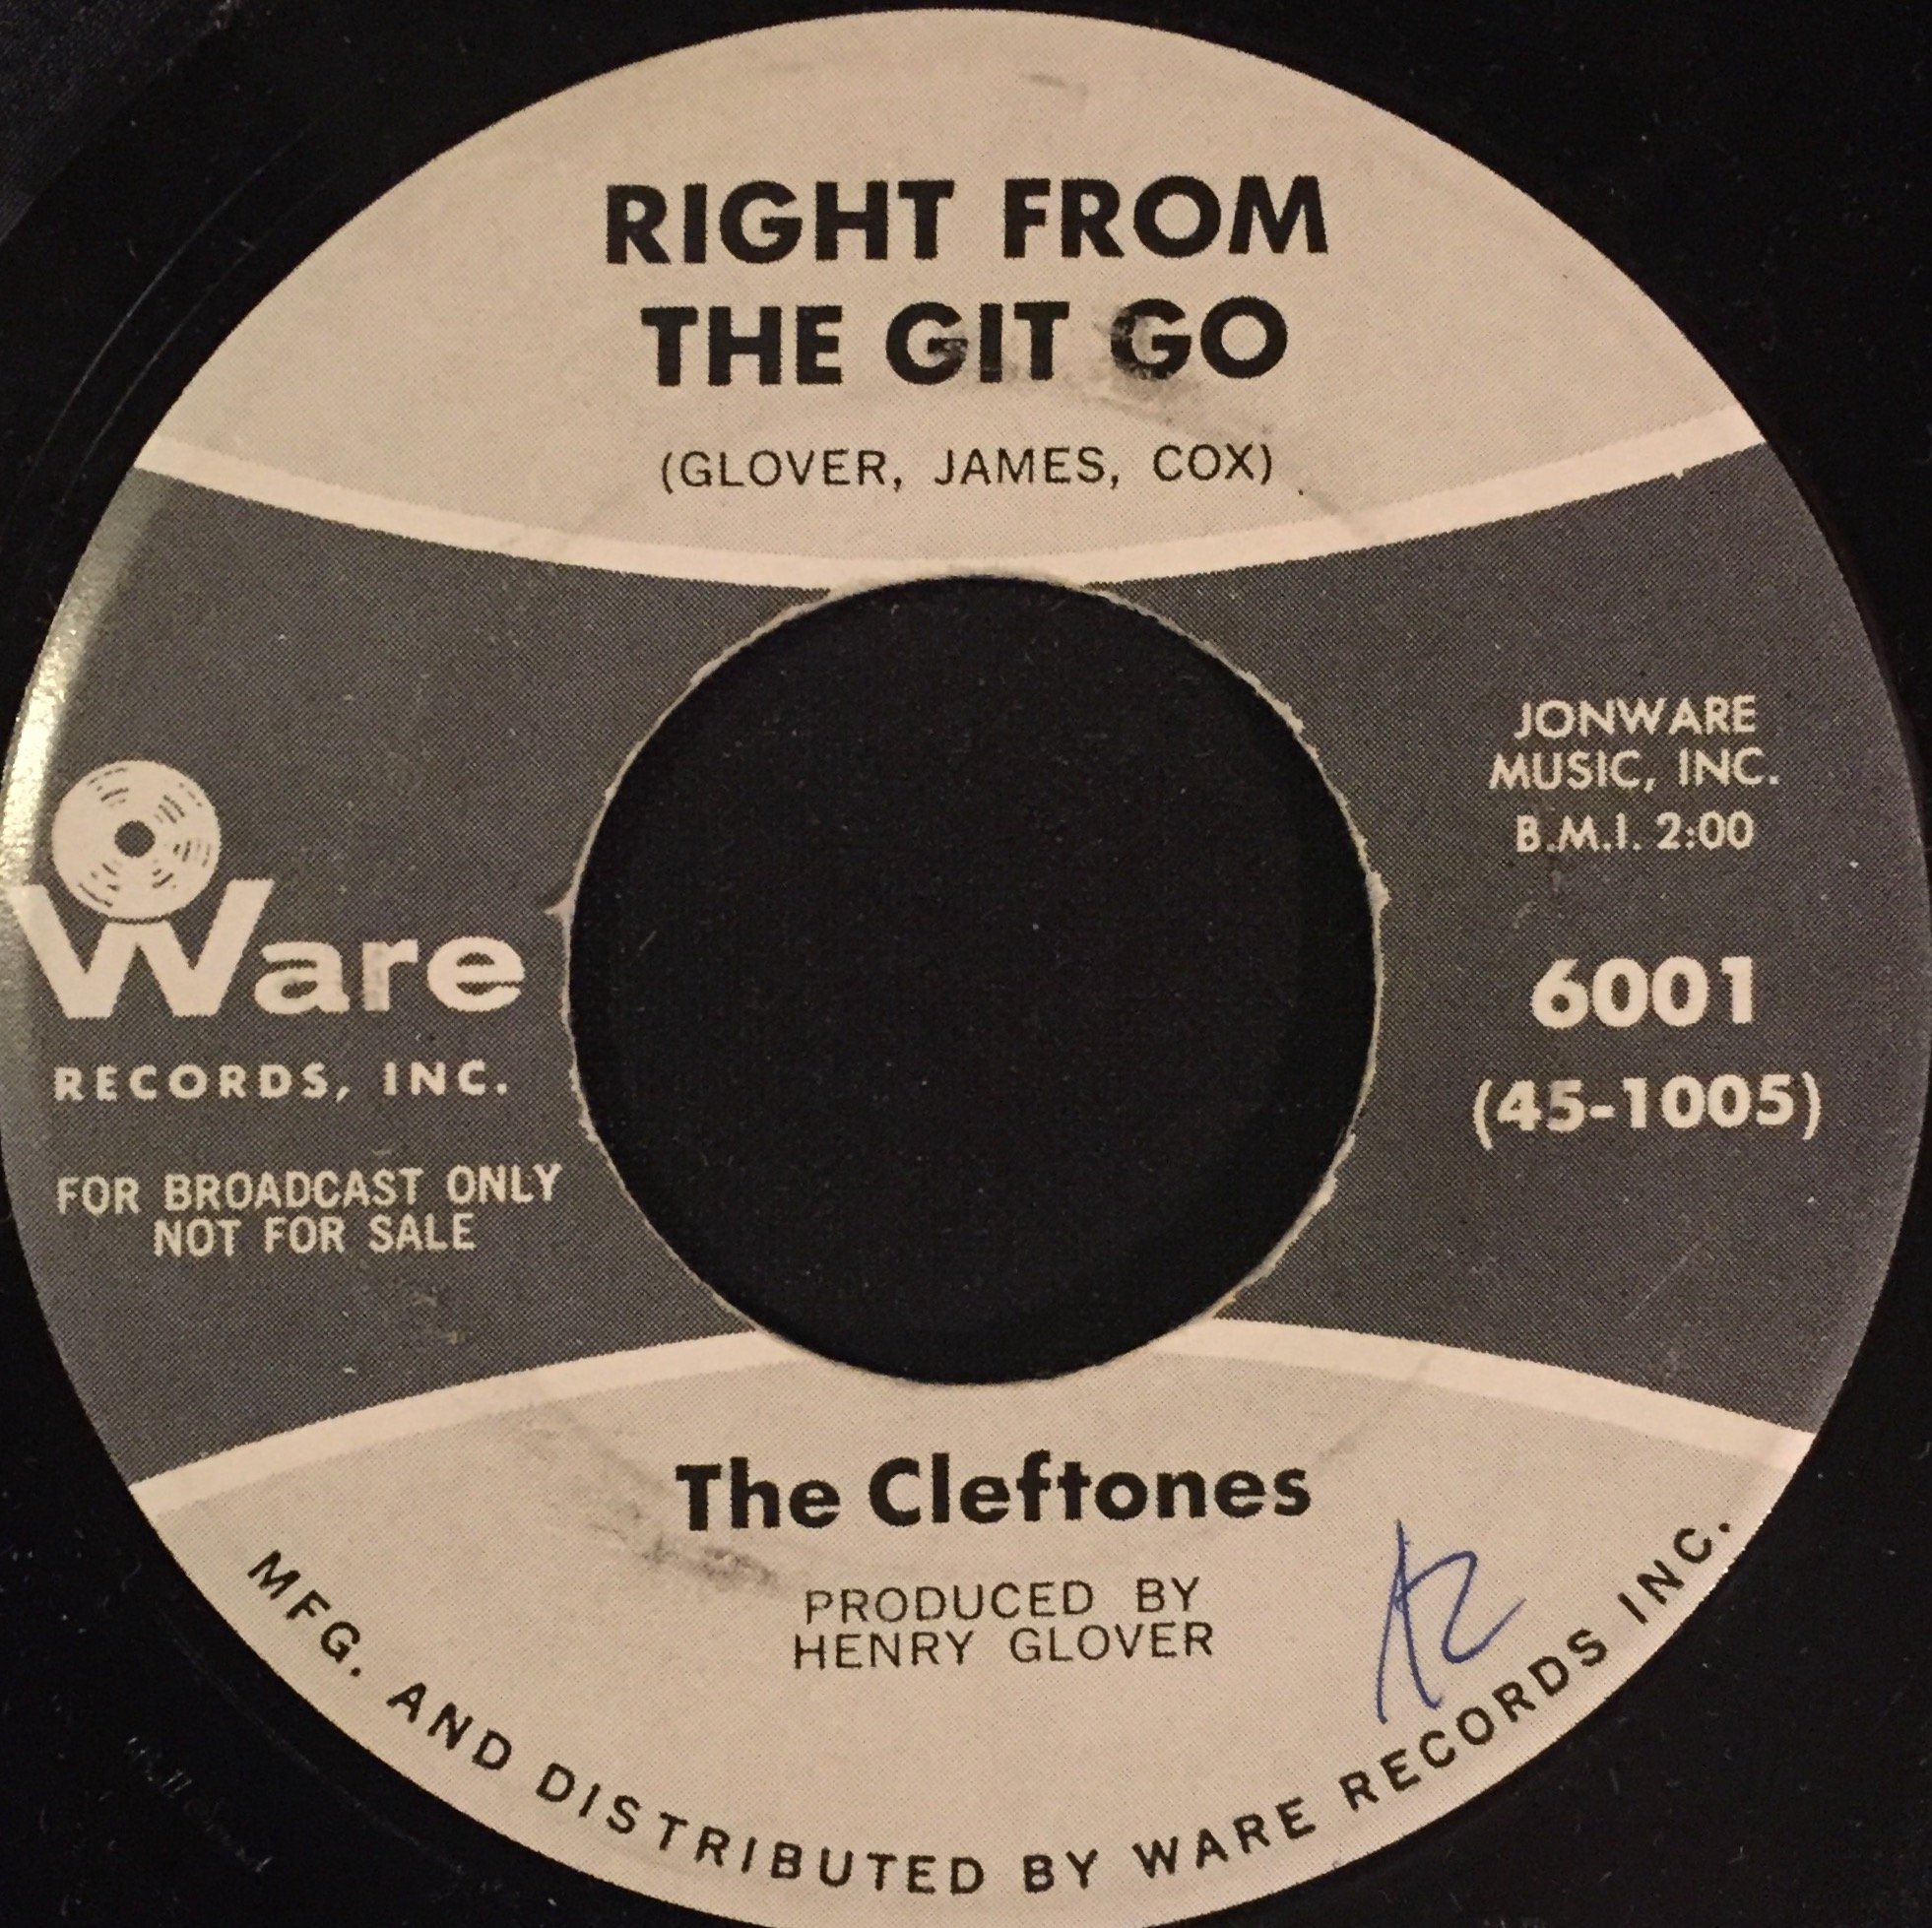 RIGHT FROM
THE GIT GO
(GLOVER, JAMES, COX)
Ware
RECORDS, INC.
FOR BROADCAST ONLY
NOT FOR SALE
JONWARE
MUSIC, INC.
B.M.I. 2:00
6001
(45-1005)
The Cleftones
PRODUCED BY
HENRY GLOVER
MFG. AND DISTRIBUTED BY WARE RECORDS INC.